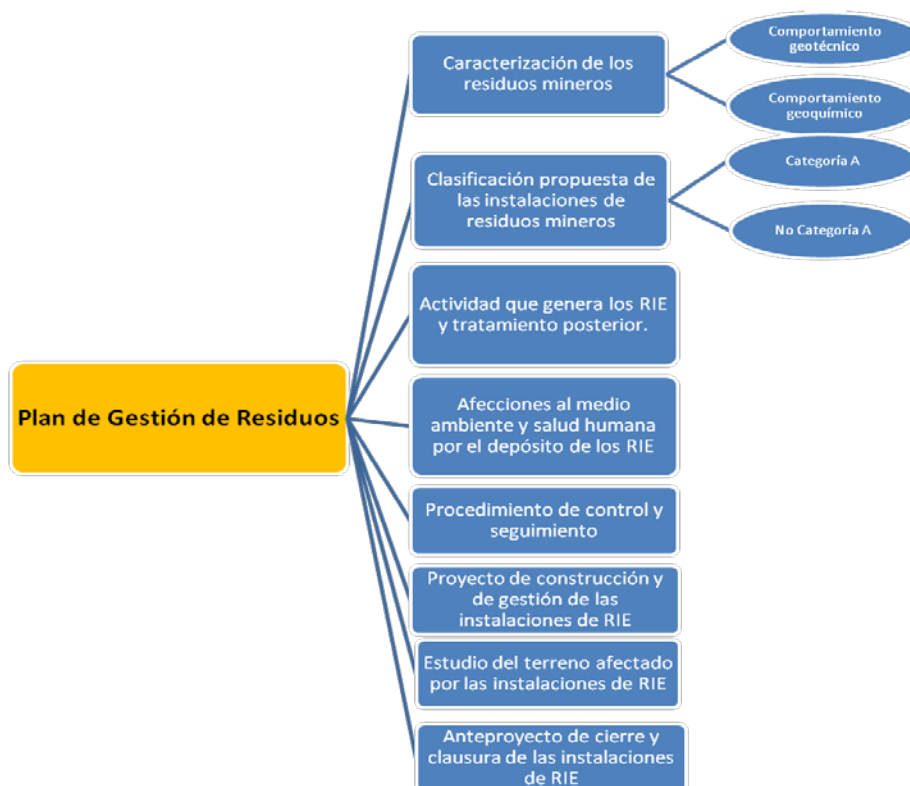 Plan de Gestión de Residuos
Caracterización de los
residuos mineros
Comportamiento
geotécnico
Comportamiento
geoquímico
Clasificación propuesta de
las instalaciones de
residuos mineros
Categoría A
No Categoría A
Actividad que genera los RIE
y tratamiento posterior.
Afecciones al medio
ambiente y salud humana
por el depósito de los RIE
Procedimiento de control y
seguimiento
Proyecto de construcción y
de gestión de las
instalaciones de RIE
Estudio del terreno afectado
por las instalaciones de RIE
Anteproyecto de cierre y
clausura de las instalaciones
de RIE